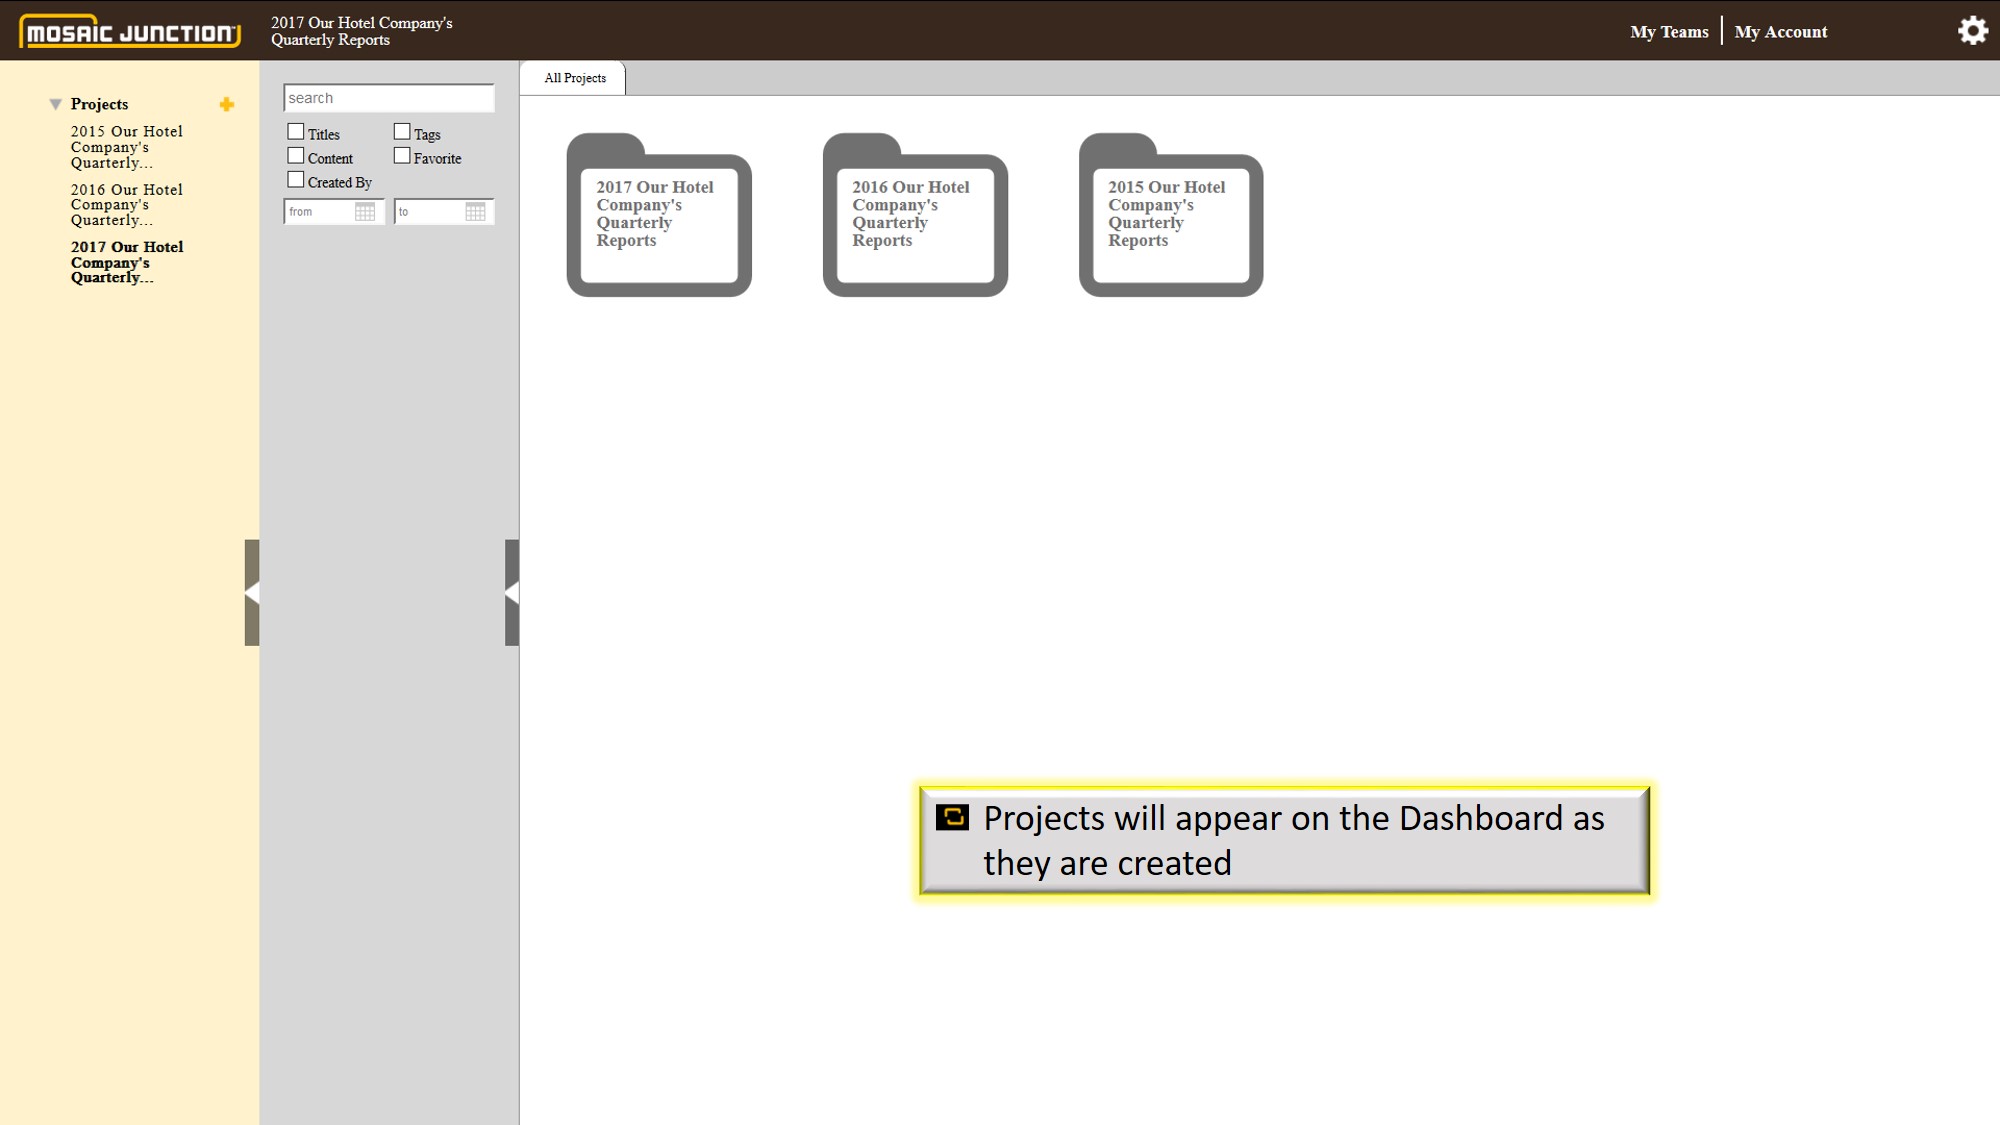 MOSAIC JUNCTION
2017 Our Hotel Company's
Quarterly Reports
My Teams
My Account
Projects
2015 Our Hotel
Company's
Quarterly...
2016 Our Hotel
Company's
Quarterly...
2017 Our Hotel
Company's
Quarterly...
search
Titles
Tags
Content
Favorite
Created By
from
to
All Projects
2017 Our Hotel
Company's
Quarterly
Reports
2016 Our Hotel
Company's
Quarterly
Reports
2015 Our Hotel
Company's
Quarterly
Reports
Projects will appear on the Dashboard as
they are created